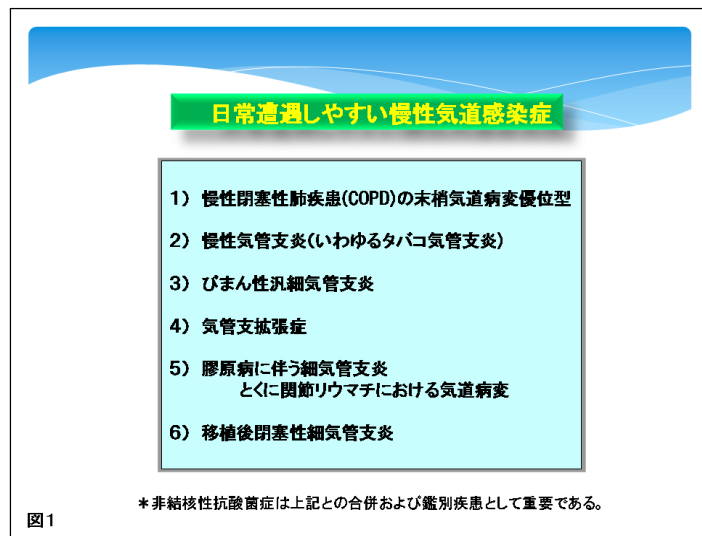 日常遭遇しやすい慢性気道感染症
1） 慢性閉塞性肺疾患(COPD)の末梢気道病変優位型
2） 慢性気管支炎(いわゆるタバコ気管支炎)
3） びまん性汎細気管支炎
4） 気管支拡張症
5） 膠原病に伴う細気管支炎
とくに関節リウマチにおける気道病変
6） 移植後閉塞性細気管支炎
＊非結核性抗酸菌症は上記との合併および鑑別疾患として重要である。
図1